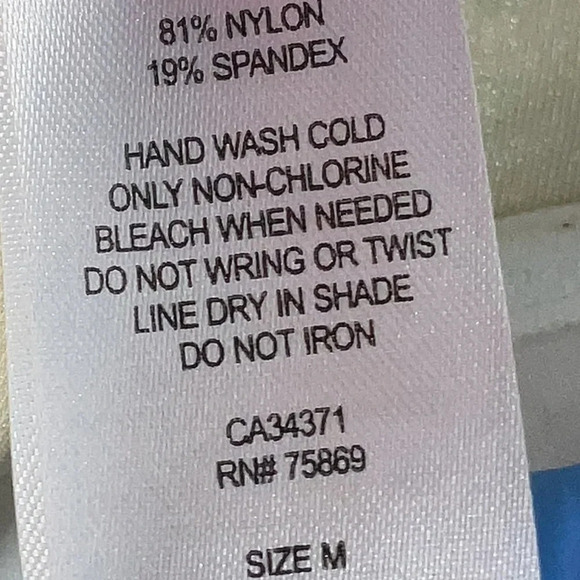 81% NYLON
19% SPANDEX
HAND WASH COLD
ONLY NON-CHLORINE
BLEACH WHEN NEEDED
DO NOT WRING OR TWIST
LINE DRY IN SHADE
DO NOT IRON
CA34371
RN# 75869
SIZE M